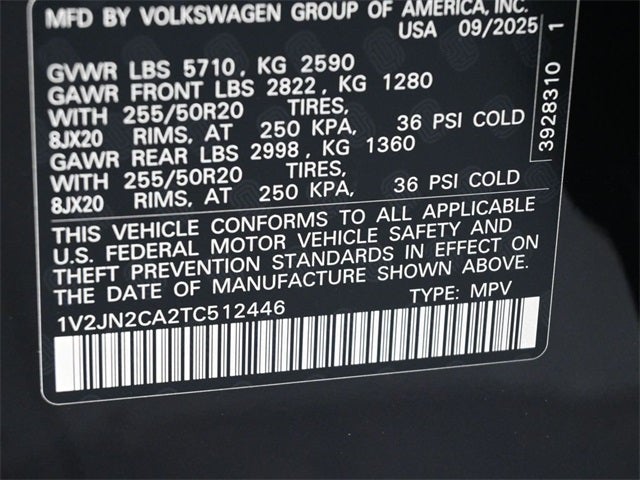 MFD BY VOLKSWAGEN GROUP OF AMERICA, INC.
USA 09/2025
GVWR LBS 5710, KG 2590
GAWR FRONT LBS 2822, KG 1280
WITH 255/50R20 TIRES,
8JX20 RIMS, AT 250 KPA, 36 PSI COLD
GAWR REAR LBS 2998, KG 1360
WITH 255/50R20 TIRES,
8JX20 RIMS, AT 250 KPA, 36 PSI COLD
THIS VEHICLE CONFORMS TO ALL APPLICABLE
U.S. FEDERAL MOTOR VEHICLE SAFETY AND
THEFT PREVENTION STANDARDS IN EFFECT ON
THE DATE OF MANUFACTURE SHOWN ABOVE.
1V2JN2CA2TC512446 TYPE: MPV
3928310 1